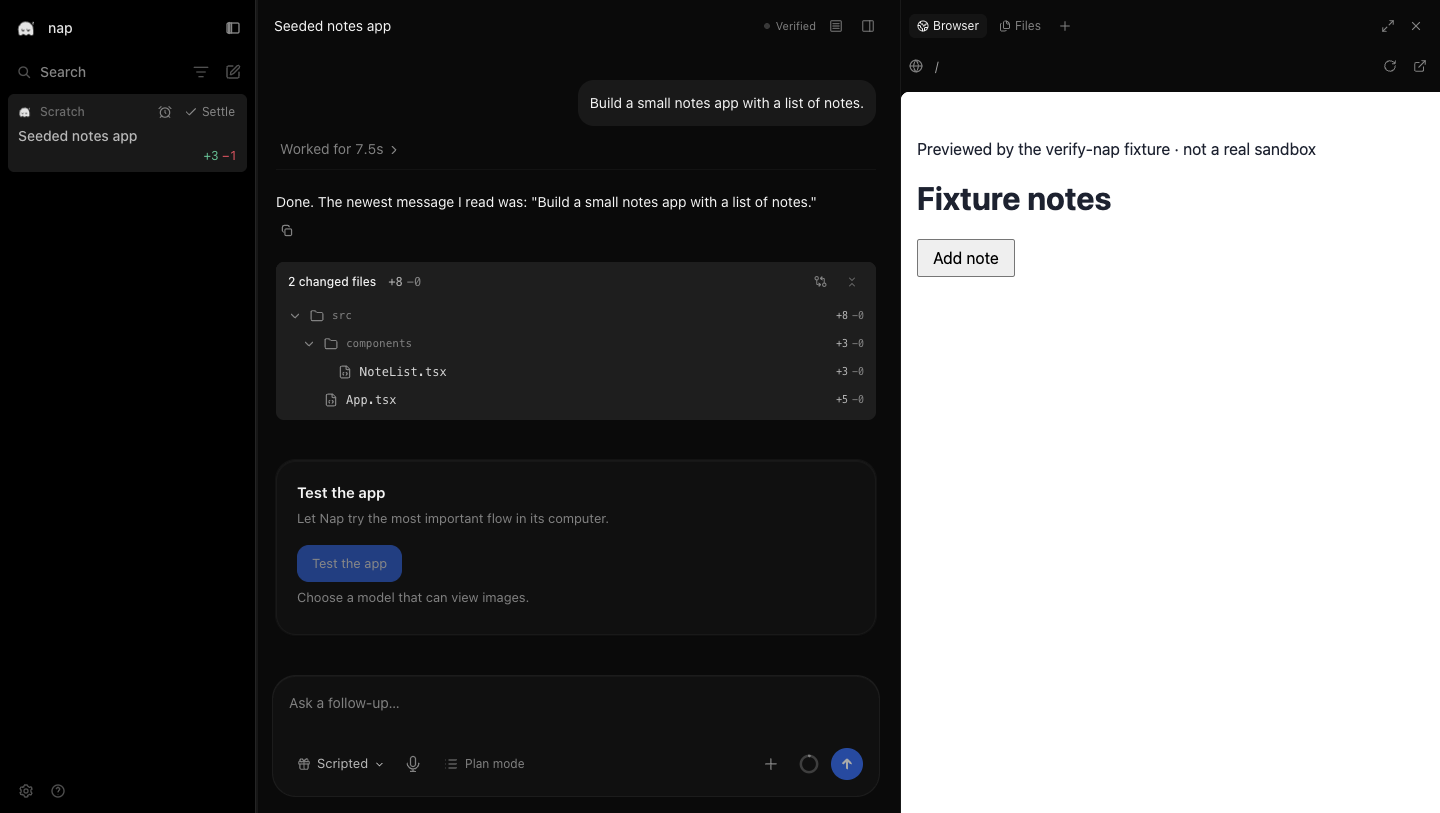 nap
Search
Scratch
Settle
Seeded notes app
+3 −1
Seeded notes app
Verified
Build a small notes app with a list of notes.
Worked for 7.5s
Done. The newest message I read was: "Build a small notes app with a list of notes."
2 changed files +8 −0
src +8 −0
components +3 −0
NoteList.tsx +3 −0
App.tsx +5 −0
Test the app
Let Nap try the most important flow in its computer.
Test the app
Choose a model that can view images.
Ask a follow-up...
Scripted
Plan mode
Browser
Files
/
Previewed by the verify-nap fixture · not a real sandbox
Fixture notes
Add note